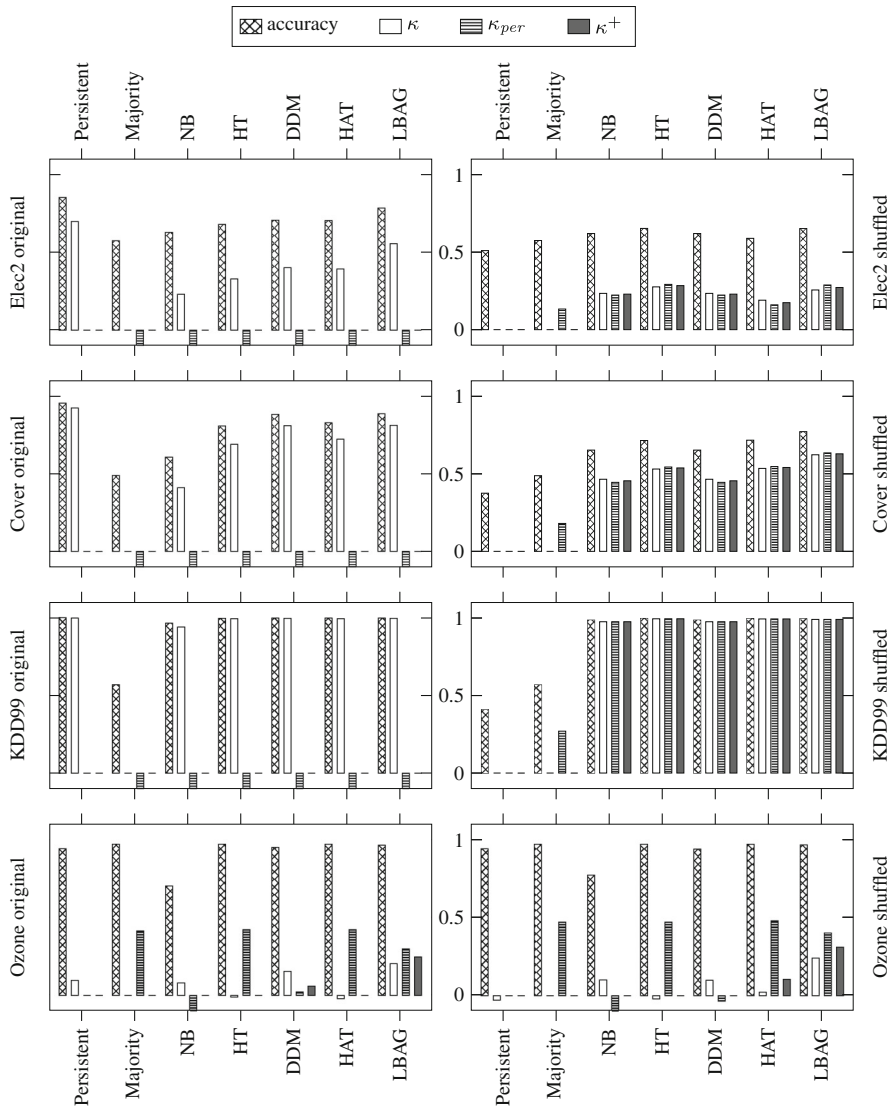 accuracy κ κper κ+
Persistent Majority NB HT DDM HAT LBAG
Persistent Majority NB HT DDM HAT LBAG
Elec2 original
1
0.5
0
Elec2 shuffled
Cover original
1
0.5
0
Cover shuffled
KDD99 original
1
0.5
0
KDD99 shuffled
Ozone original
1
0.5
0
Ozone shuffled
Persistent Majority NB HT DDM HAT LBAG
Persistent Majority NB HT DDM HAT LBAG